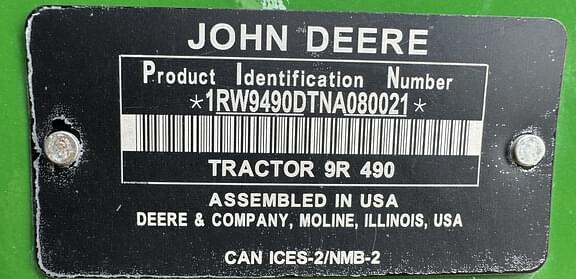 JOHN DEERE
Product Identification Number
*1RW9490DTNA080021*
TRACTOR 9R 490
ASSEMBLED IN USA
DEERE & COMPANY, MOLINE, ILLINOIS, USA
CAN ICES-2/NMB-2